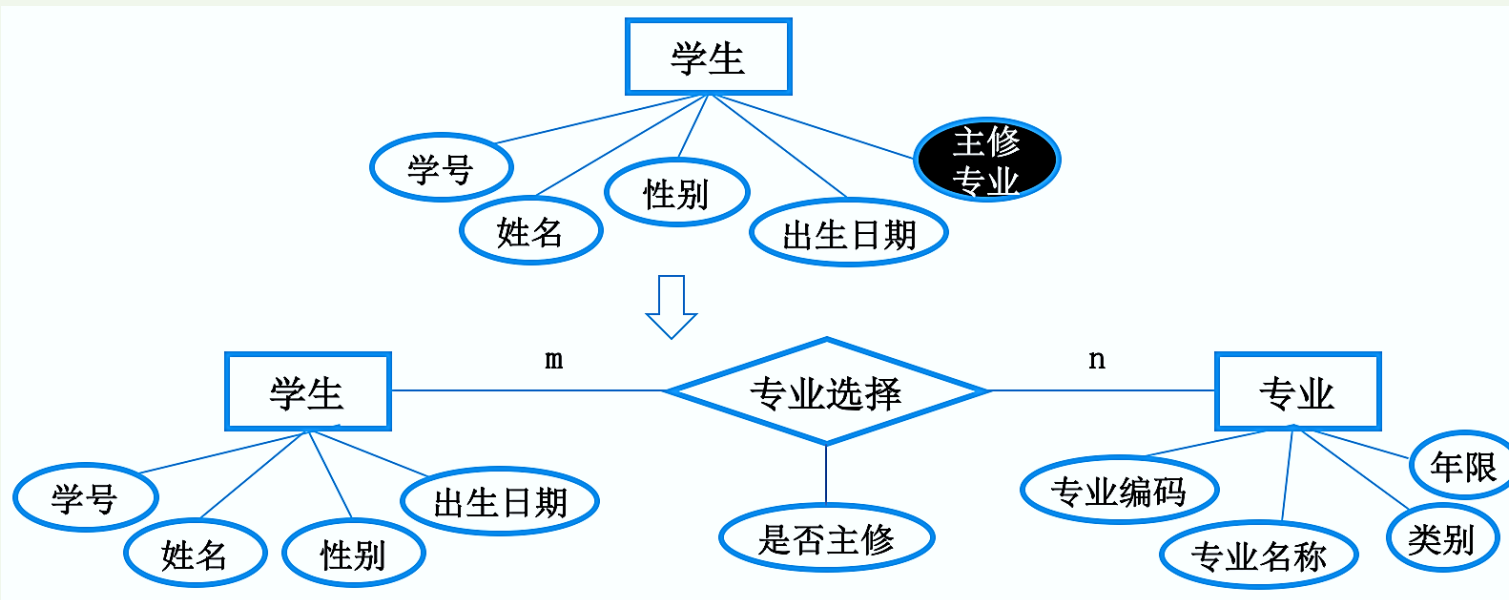 学生
主修
专业
学号
性别
姓名
出生日期
m
n
学生
专业选择
专业
年限
学号
出生日期
专业编码
姓名
性别
是否主修
专业名称
类别